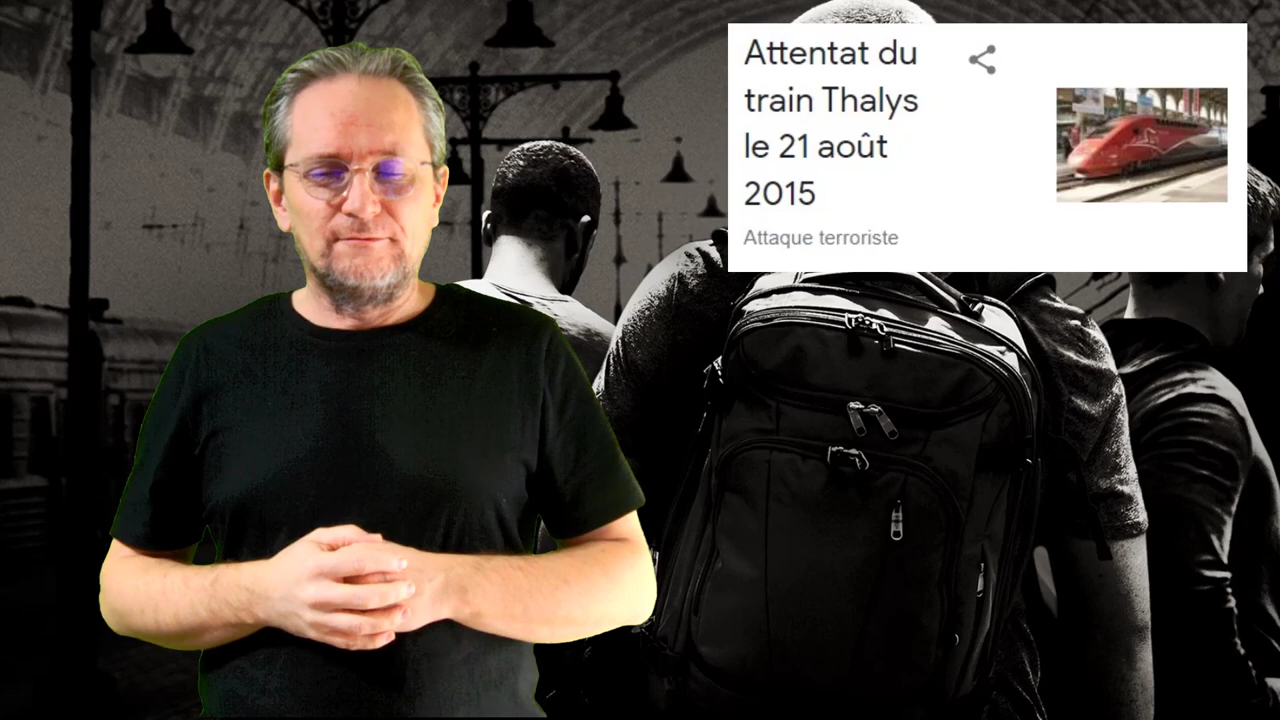 Attentat du
train Thalys
le 21 août
2015
Attaque terroriste